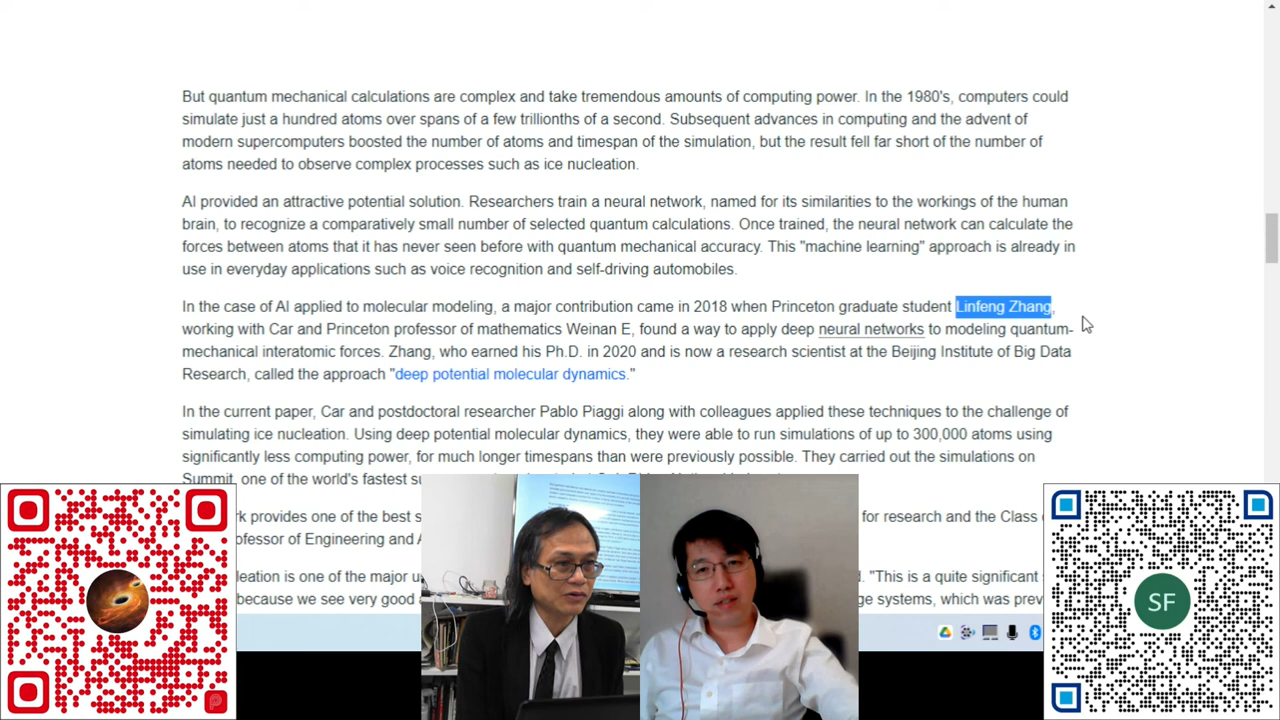 But quantum mechanical calculations are complex and take tremendous amounts of computing power. In the 1980's, computers could
simulate just a hundred atoms over spans of a few trillionths of a second. Subsequent advances in computing and the advent of
modern supercomputers boosted the number of atoms and timespan of the simulation, but the result fell far short of the number of
atoms needed to observe complex processes such as ice nucleation.
AI provided an attractive potential solution. Researchers train a neural network, named for its similarities to the workings of the human
brain, to recognize a comparatively small number of selected quantum calculations. Once trained, the neural network can calculate the
forces between atoms that it has never seen before with quantum mechanical accuracy. This "machine learning" approach is already in
use in everyday applications such as voice recognition and self-driving automobiles.
In the case of AI applied to molecular modeling, a major contribution came in 2018 when Princeton graduate student Linfeng Zhang,
working with Car and Princeton professor of mathematics Weinan E, found a way to apply deep neural networks to modeling quantum-
mechanical interatomic forces. Zhang, who earned his Ph.D. in 2020 and is now a research scientist at the Beijing Institute of Big Data
Research, called the approach "deep potential molecular dynamics."
In the current paper, Car and postdoctoral researcher Pablo Piaggi along with colleagues applied these techniques to the challenge of
simulating ice nucleation. Using deep potential molecular dynamics, they were able to run simulations of up to 300,000 atoms using
significantly less computing power, for much longer timespans than were previously possible. They carried out the simulations on
Summit, one of the world's fastest
provides one of the best for research and the Class
of Engineering and
is one of the major "This is a quite significant
because we see very good systems, which was
SF